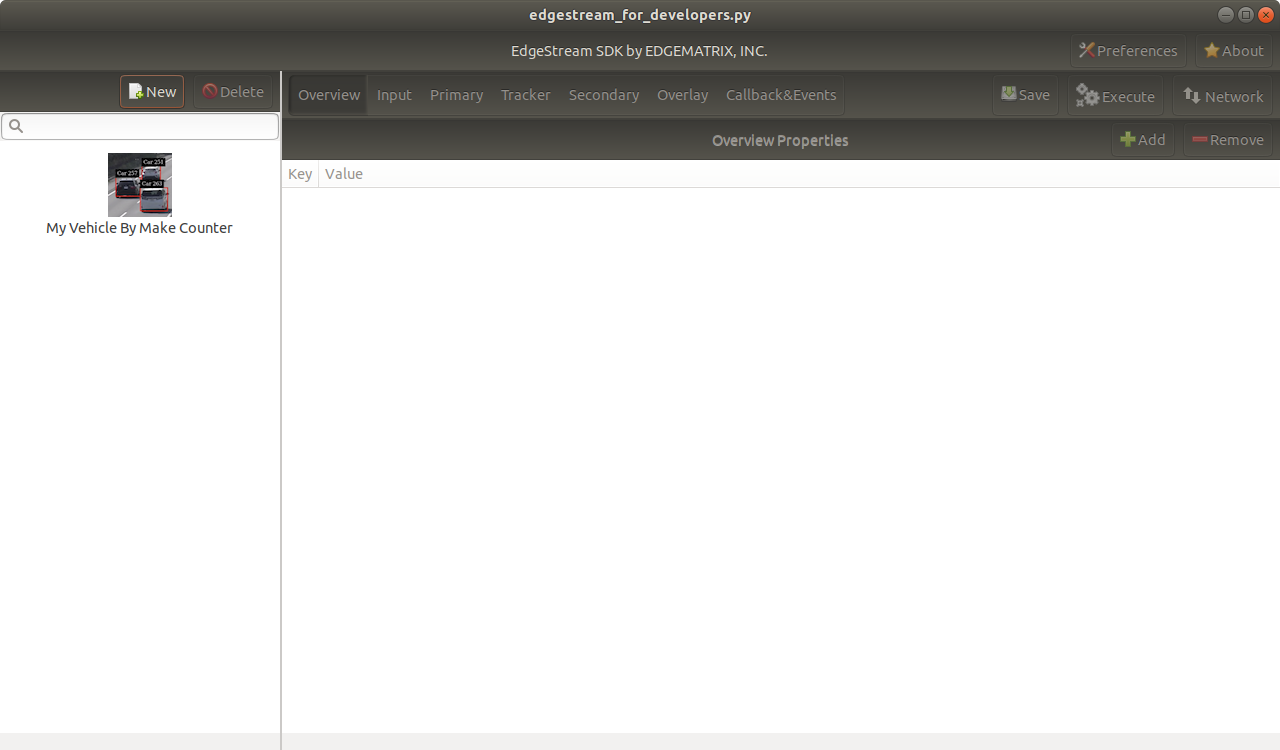 edgestream_for_developers.py
EdgeStream SDK by EDGEMATRIX, INC.
Preferences
About
New
Delete
Overview
Input
Primary
Tracker
Secondary
Overlay
Callback&Events
Save
Execute
Network
Overview Properties
Add
Remove
Key
Value
Car 251
Car 257
Car 263
My Vehicle By Make Counter